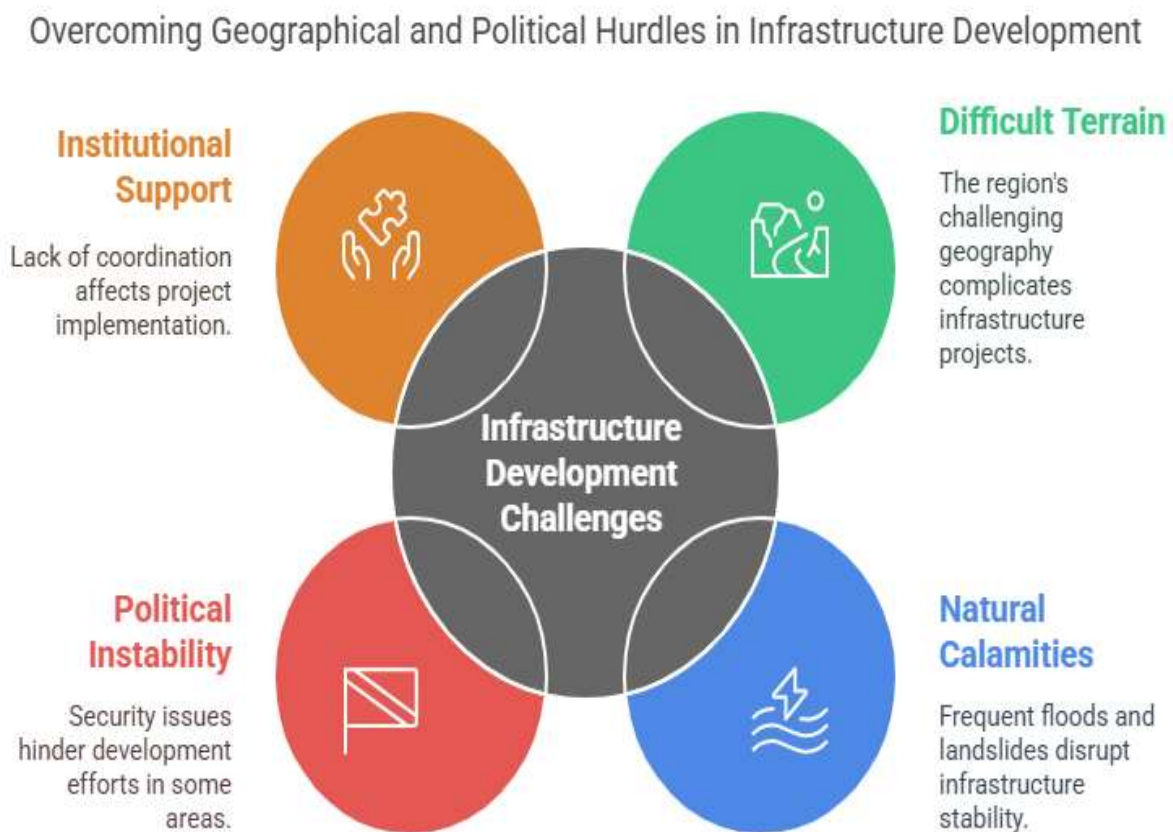 Overcoming Geographical and Political Hurdles in Infrastructure Development
Institutional
Support
Lack of coordination
affects project
implementation.
Difficult Terrain
The region's
challenging
geography
complicates
infrastructure
projects.
Infrastructure
Development
Challenges
Political
Instability
Security issues
hinder development
efforts in some
areas.
Natural
Calamities
Frequent floods and
landslides disrupt
infrastructure
stability.